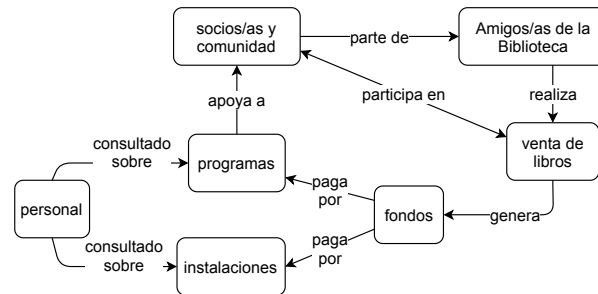 socios/as y
comunidad
parte de
Amigos/as de la
Biblioteca
apoya a
participa en
realiza
consultado
sobre
programas
venta de
libros
personal
paga
por
fondos
genera
consultado
sobre
instalaciones
paga
por